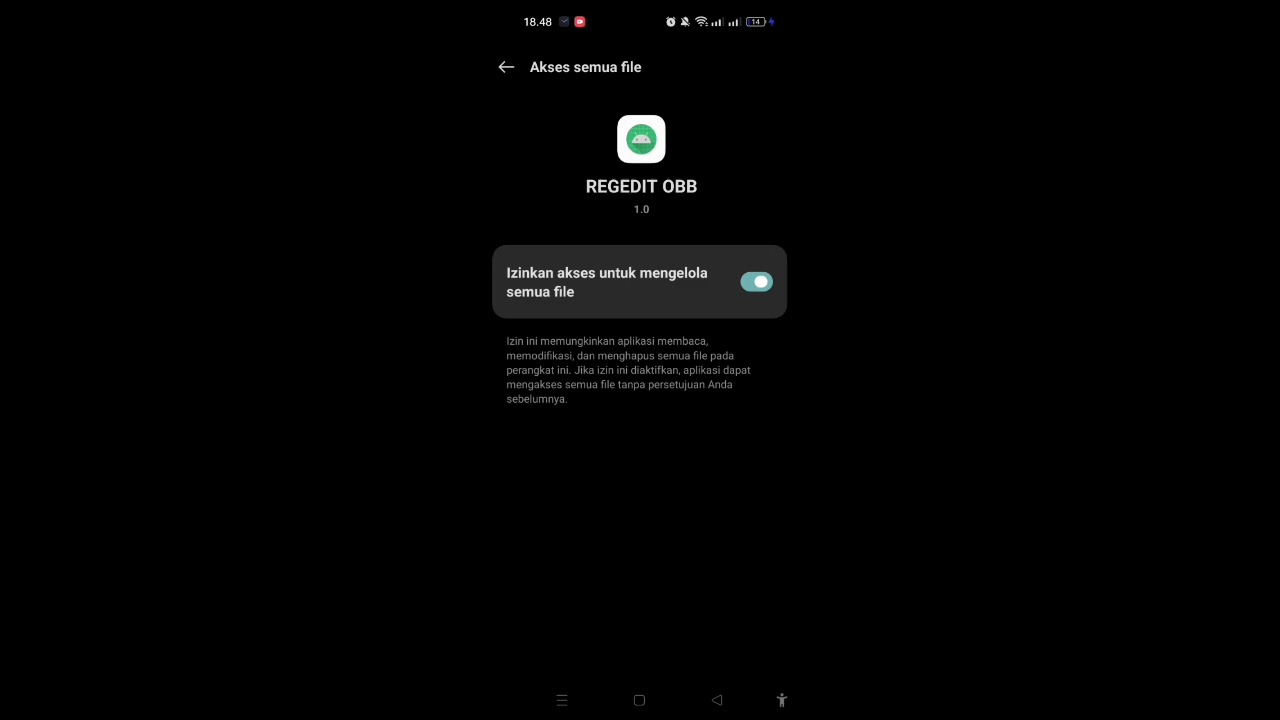 18.48
14
Akses semua file
REGEDIT OBB
1.0
Izinkan akses untuk mengelola
semua file
Izin ini memungkinkan aplikasi membaca,
memodifikasi, dan menghapus semua file pada
perangkat ini. Jika izin ini diaktifkan, aplikasi dapat
mengakses semua file tanpa persetujuan Anda
sebelumnya.